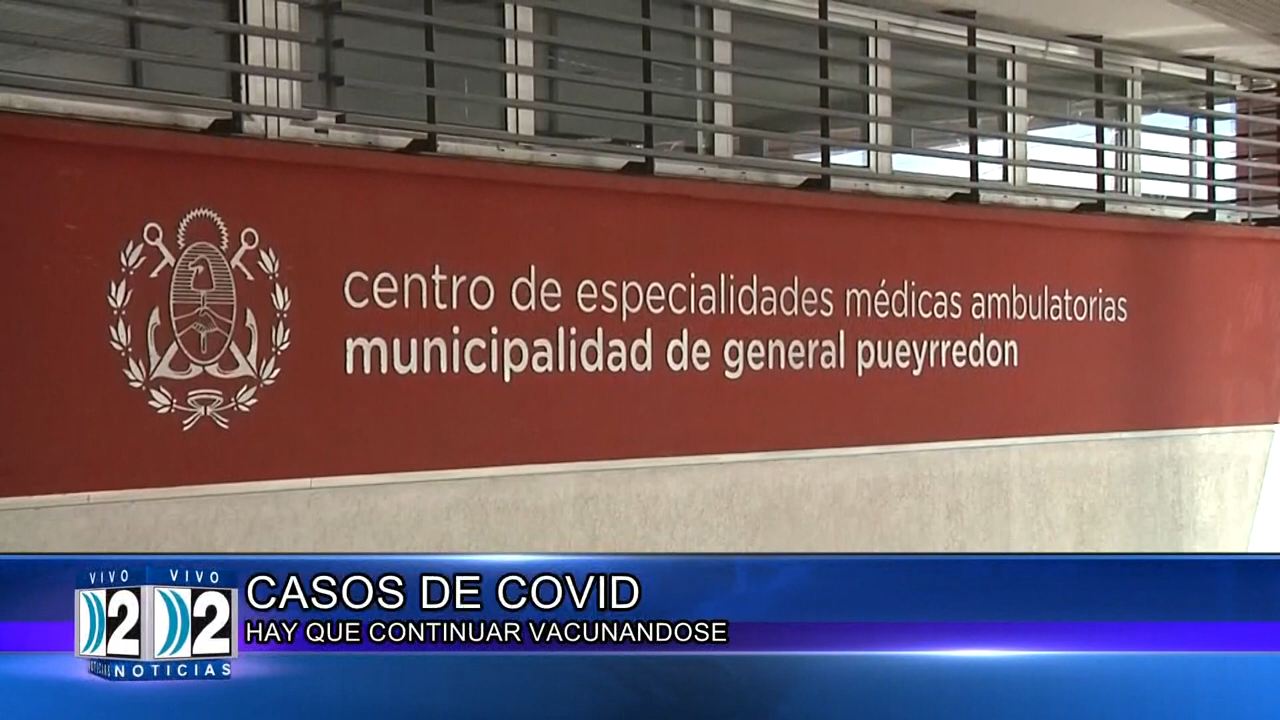 centro de especialidades médicas ambulatorias
municipalidad de general pueyrredon
VIVO VIVO
2 2
NOTICIAS NOTICIAS
CASOS DE COVID
HAY QUE CONTINUAR VACUNANDOSE